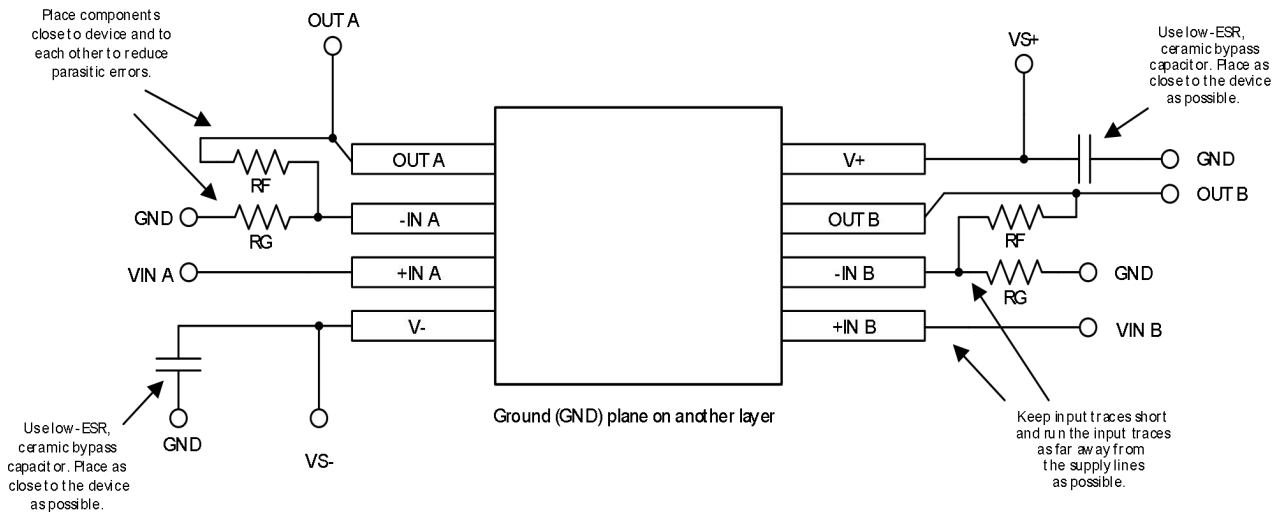 Place components
close to device and to
each other to reduce
parasitic errors.
OUT A
VS+
Use low-ESR,
ceramic bypass
capacitor. Place as
close to the device
as possible.
OUT A
V+
GND
RF
OUT B
GND
-IN A
OUT B
RG
RF
VIN A
+IN A
-IN B
GND
RG
V-
+IN B
VIN B
Ground (GND) plane on another layer
Use low-ESR,
ceramic bypass
capacitor. Place as
close to the device
as possible.
GND
VS-
Keep input traces short
and run the input traces
as far away from
the supply lines
as possible.